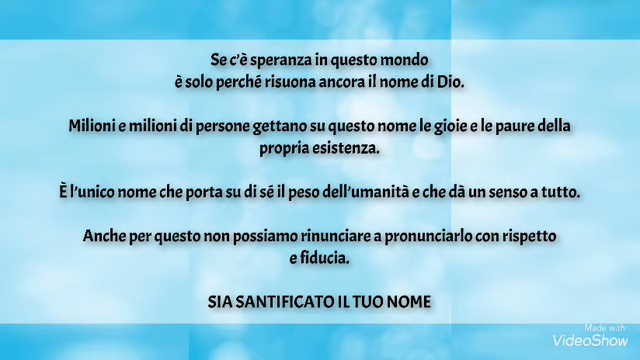 Se c'è speranza in questo mondo
è solo perché risuona ancora il nome di Dio.
Milioni e milioni di persone gettano su questo nome le gioie e le paure della
propria esistenza.
È l'unico nome che porta su di sé il peso dell'umanità e che dà un senso a tutto.
Anche per questo non possiamo rinunciare a pronunciarlo con rispetto
e fiducia.
SIA SANTIFICATO IL TUO NOME
Made with
VideoShow